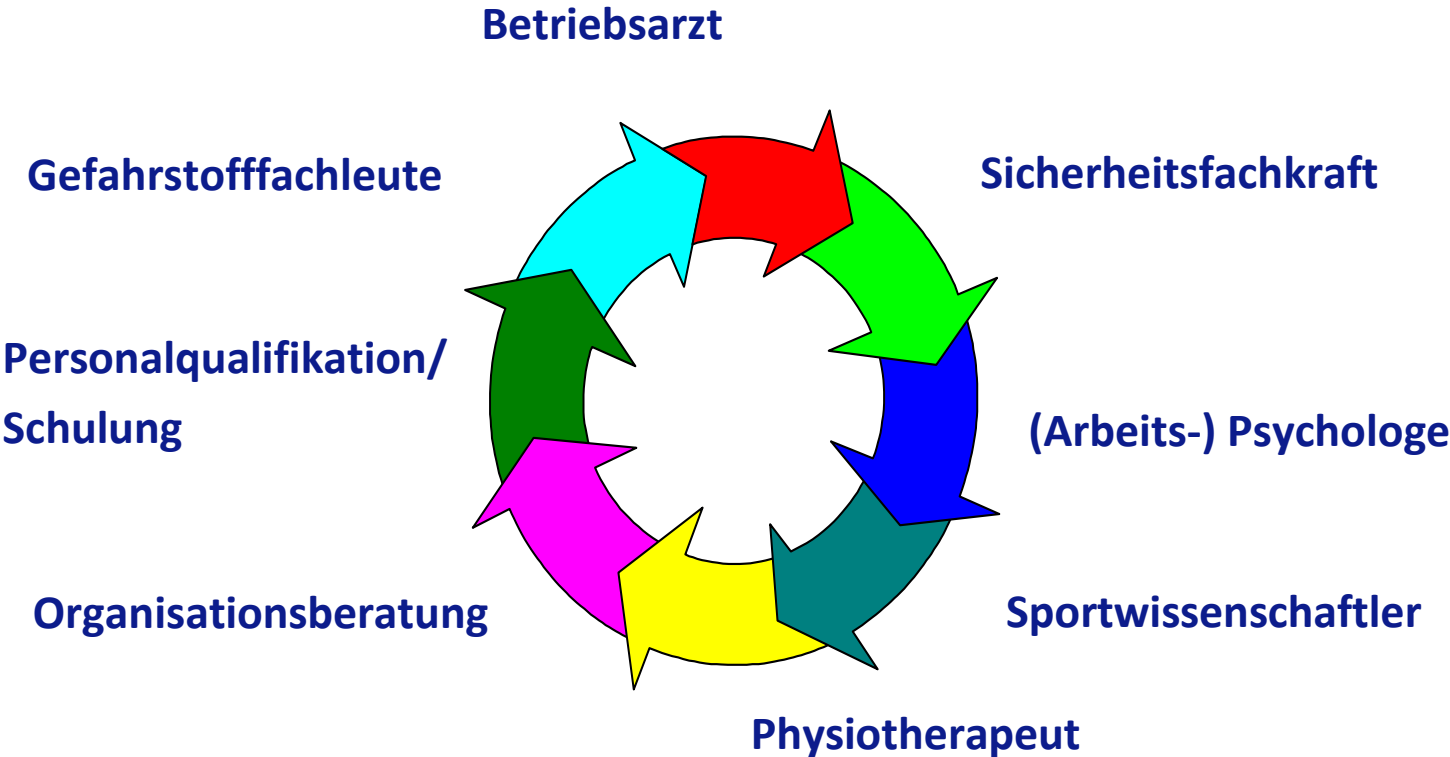 Betriebsarzt
Gefahrstofffachleute
Sicherheitsfachkraft
Personalqualifikation/
Schulung
(Arbeits-) Psychologe
Organisationsberatung
Sportwissenschaftler
Physiotherapeut